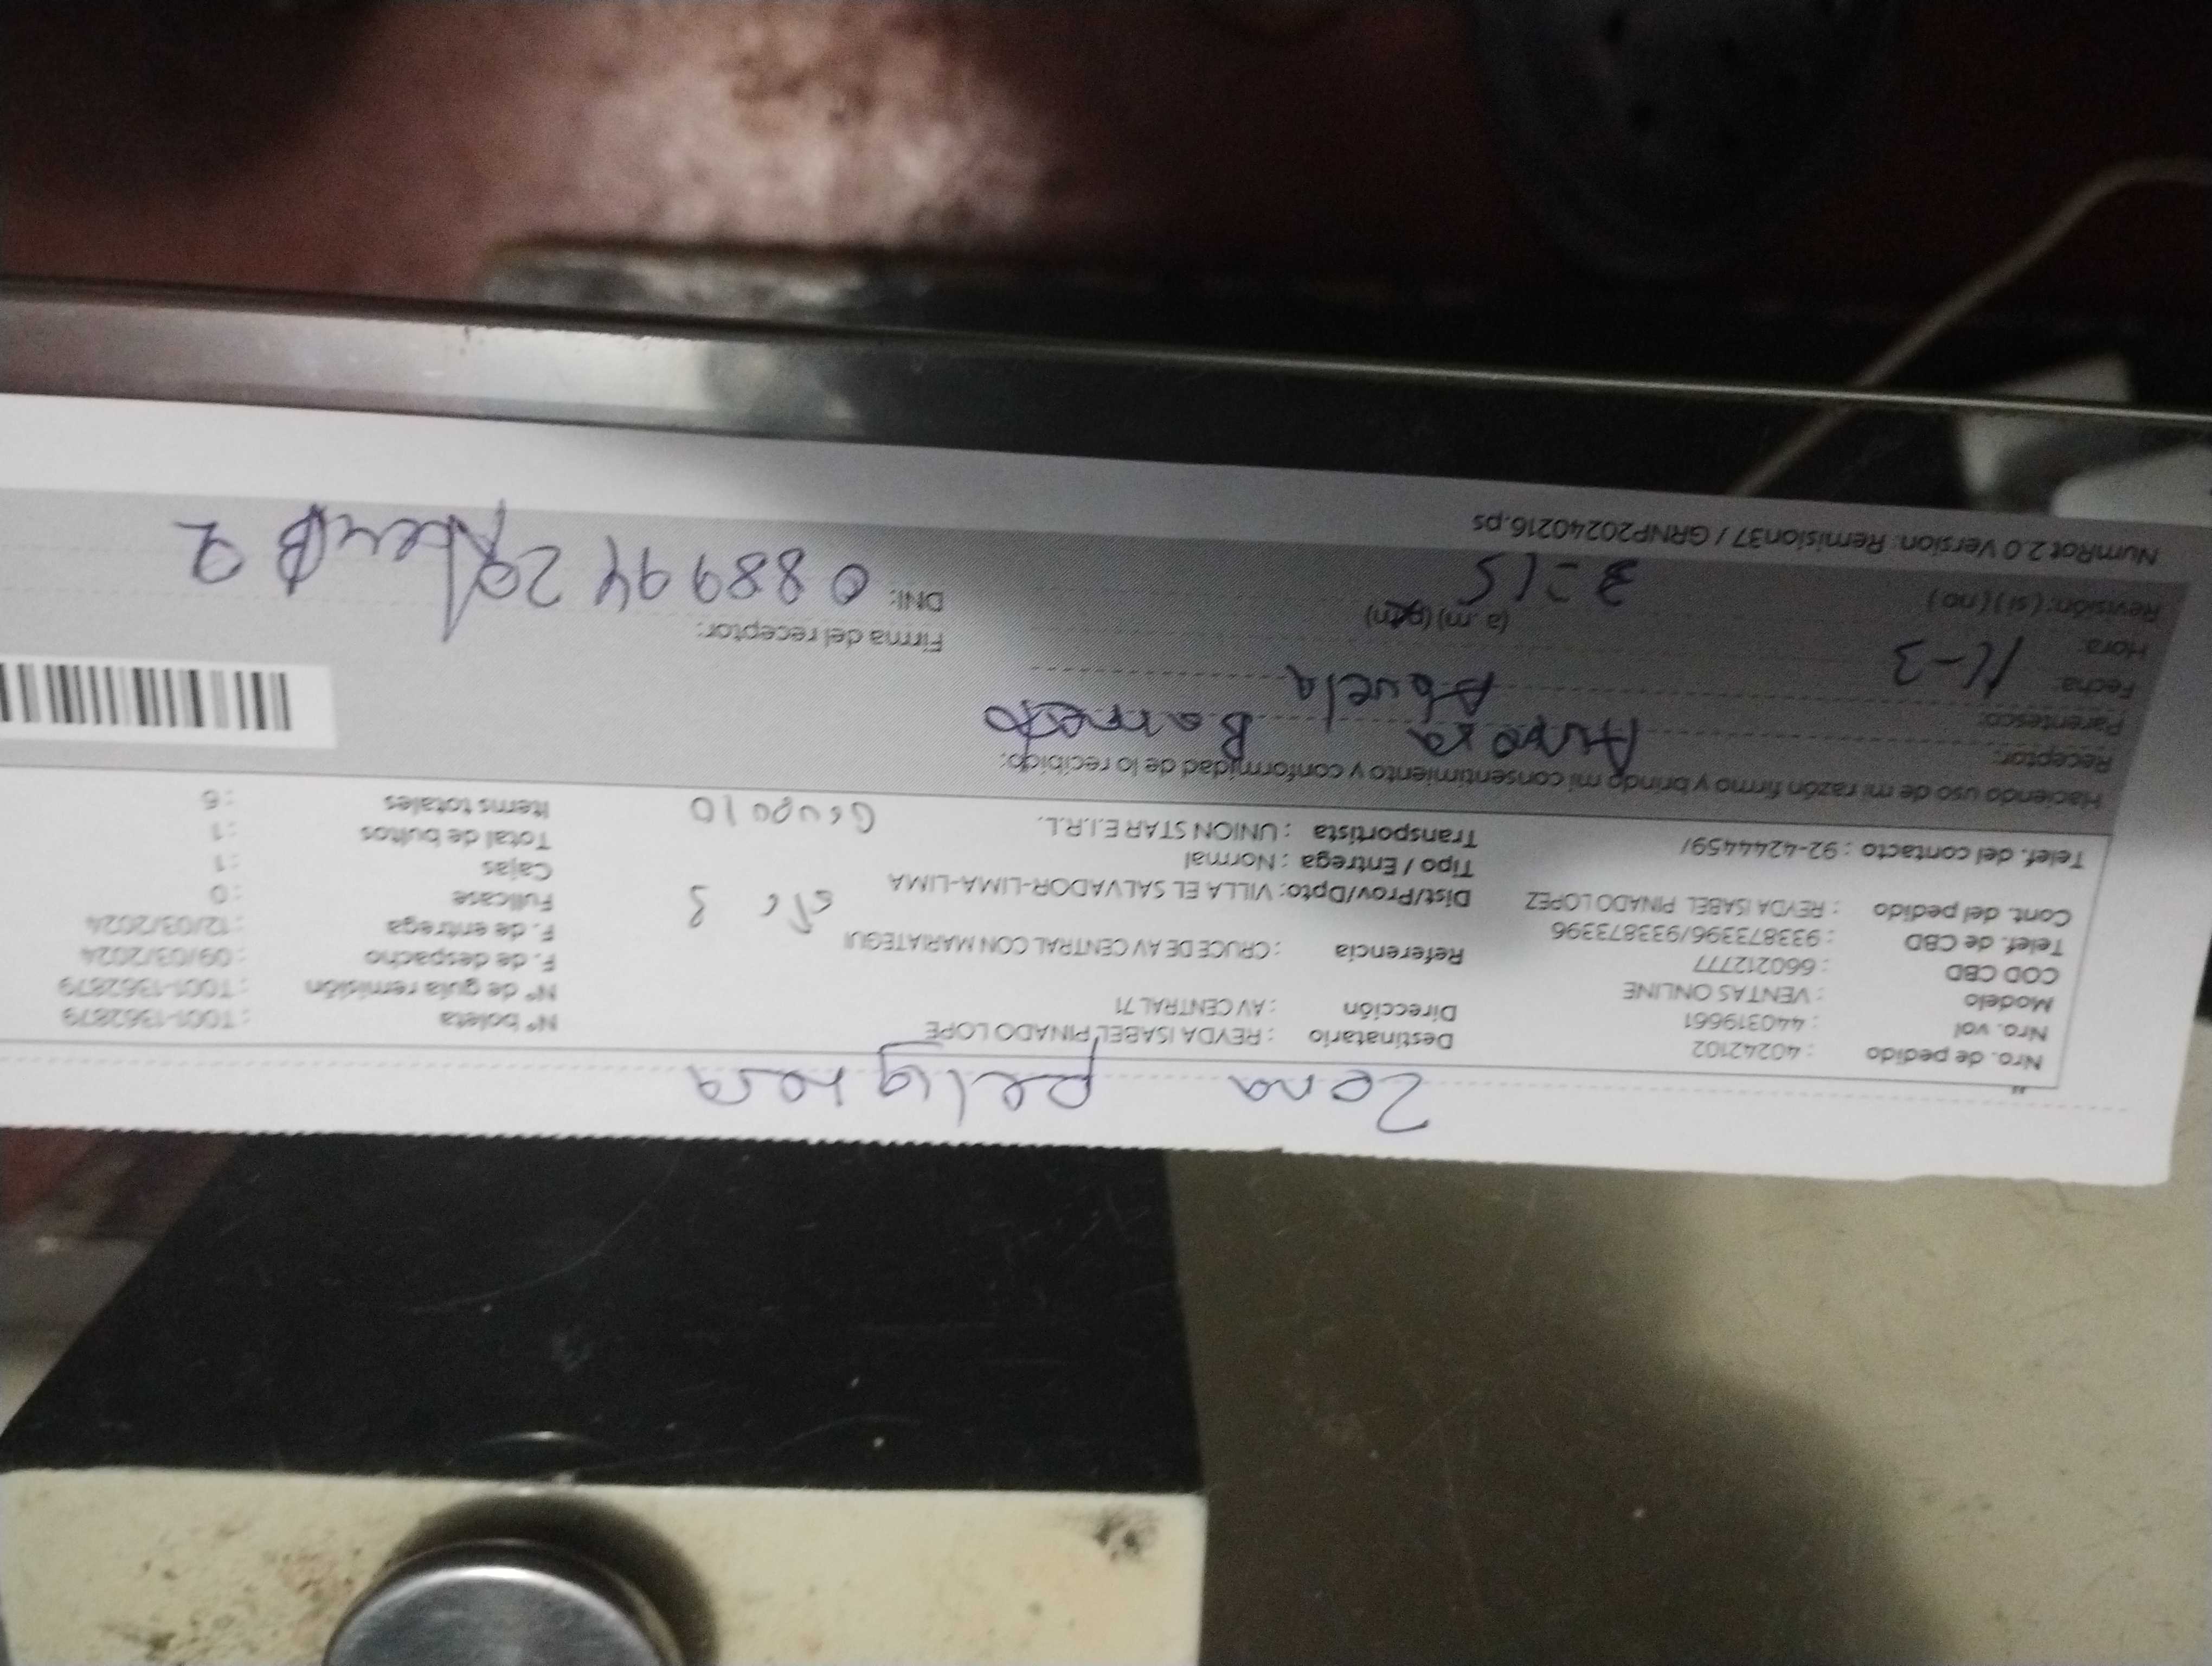 Zona peligrosa
Nro. de pedido : 40242102
Nro. vol : 440319661
Modelo : VENTAS ONLINE
COD CBD : 660212777
Telef. de CBD : 933873396/933873396
Cont. del pedido : REYDA ISABEL PINADO LOPEZ
Telef. del contacto : 92-4244459/
Destinatario : REYDA ISABEL PINADO LOPE
Dirección : AV CENTRAL 71
Referencia : CRUCE DE AV CENTRAL CON MARIATEGUI
Dist/Prov/Dpto: VILLA EL SALVADOR-LIMA-LIMA
Tipo / Entrega : Normal
Transportista : UNION STAR E.I.R.L.
Grupo 10
N° boleta : T001-1362879
N° de guia remisión : T001-1362879
F. de despacho : 09/03/2024
F. de entrega : 12/03/2024
Fullcase : 0
Cajas : 1
Total de bultos : 1
Items totales : 6
Haciendo uso de mi razón firmo y brindo mi consentimiento y conformidad de lo recibido:
Receptor: Aurora Barreto
Parentesco: Abuela
Fecha: 11-3
Hora: 3=15 (a. m) (p.m)
Revisión: (si) (no)
Firma del receptor:
DNI: 08899429
NumRot 2.0 Version: Remision37 / GRNP20240216.ps